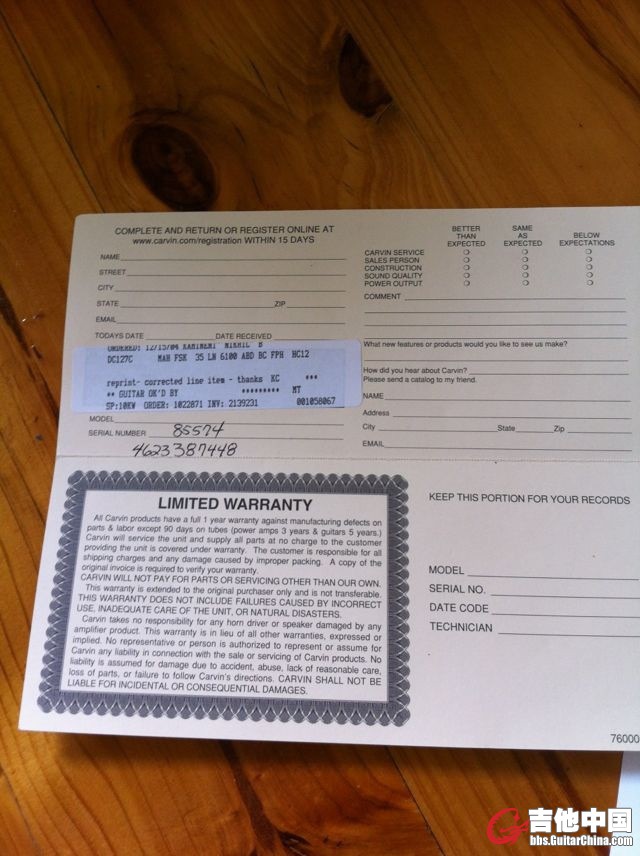 COMPLETE AND RETURN OR REGISTER ONLINE AT
www.carvin.com/registration WITHIN 15 DAYS
NAME
STREET
CITY
STATE ZIP
EMAIL
TODAYS DATE DATE RECEIVED
ORDERED: 12/15/04
DC127C MAH FSK 35 LN 6100 ABD BC FPH HC12
reprint- corrected line item - thanks KC ***
** GUITAR OK'D BY ********* MT
SP:10KW ORDER: 1022871 INV: 2139231 001058067
MODEL
SERIAL NUMBER 85574
4623387448
BETTER THAN EXPECTED
SAME AS EXPECTED
BELOW EXPECTATIONS
CARVIN SERVICE
SALES PERSON
CONSTRUCTION
SOUND QUALITY
POWER OUTPUT
COMMENT
What new features or products would you like to see us make?
How did you hear about Carvin?
Please send a catalog to my friend.
NAME
Address
City State Zip
EMAIL
LIMITED WARRANTY
All Carvin products have a full 1 year warranty against manufacturing defects on
parts & labor except 90 days on tubes (power amps 3 years & guitars 5 years.)
Carvin will service the unit and supply all parts at no charge to the customer
providing the unit is covered under warranty. The customer is responsible for all
shipping charges and any damage caused by improper packing. A copy of the
original invoice is required to verify your warranty.
CARVIN WILL NOT PAY FOR PARTS OR SERVICING OTHER THAN OUR OWN.
This warranty is extended to the original purchaser only and is not transferable.
THIS WARRANTY DOES NOT INCLUDE FAILURES CAUSED BY INCORRECT
USE, INADEQUATE CARE OF THE UNIT, OR NATURAL DISASTERS.
Carvin takes no responsibility for any horn driver or speaker damaged by any
amplifier product. This warranty is in lieu of all other warranties, expressed or
implied. No representative or person is authorized to represent or assume for
Carvin any liability in connection with the sale or servicing of Carvin products. No
liability is assumed for damage due to accident, abuse, lack of reasonable care,
loss of parts, or failure to follow Carvin's directions. CARVIN SHALL NOT BE
LIABLE FOR INCIDENTAL OR CONSEQUENTIAL DAMAGES.
KEEP THIS PORTION FOR YOUR RECORDS
MODEL
SERIAL NO.
DATE CODE
TECHNICIAN
76000
吉他中国
bbs.GuitarChina.com